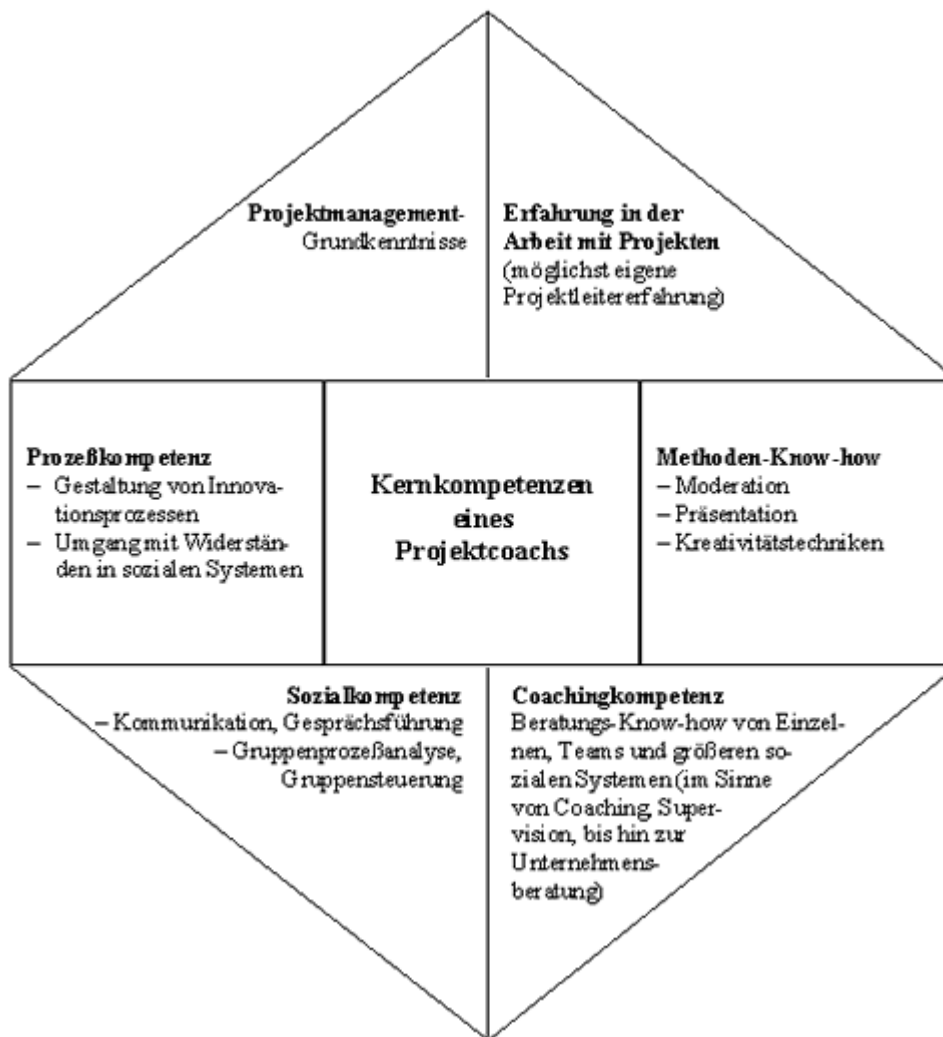 Projektmanagement-
Grundkenntnisse
Erfahrung in der
Arbeit mit Projekten
(möglichst eigene
Projektleitererfahrung)
Prozeßkompetenz
– Gestaltung von Innova-
tionsprozessen
– Umgang mit Widerstän-
den in sozialen Systemen
Kernkompetenzen
eines
Projektcoachs
Methoden-Know-how
– Moderation
– Präsentation
– Kreativitätstechniken
Sozialkompetenz
– Kommunikation, Gesprächsführung
– Gruppenprozeßanalyse,
Gruppensteuerung
Coachingkompetenz
Beratungs-Know-how von Einzel-
nen, Teams und größeren so-
zialen Systemen (im Sinne
von Coaching, Super-
vision, bis hin zur
Unternehmens-
beratung)